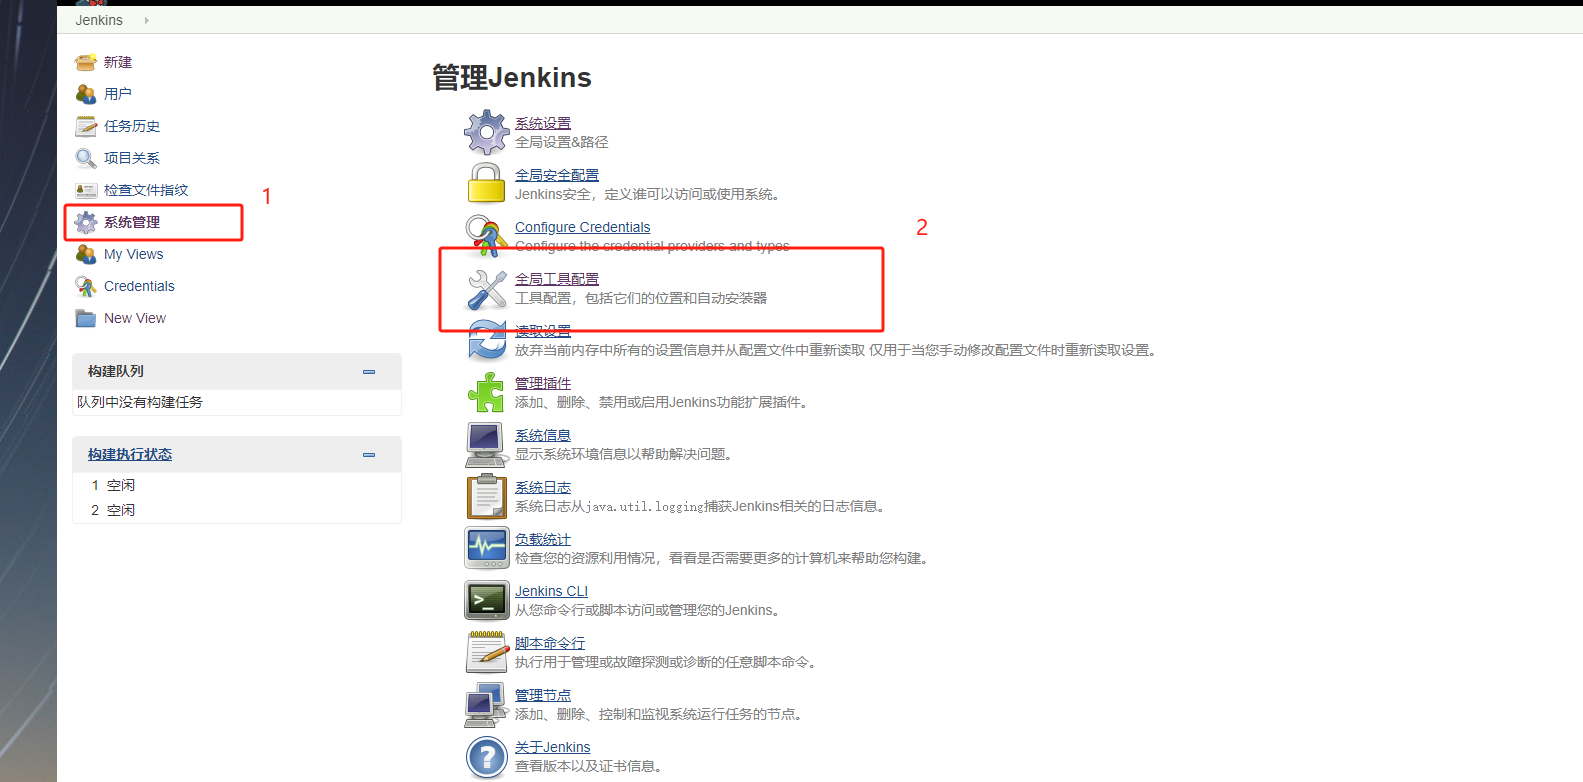 Jenkins
新建
用户
任务历史
项目关系
检查文件指纹
1
系统管理
My Views
Credentials
New View
构建队列
队列中没有构建任务
构建执行状态
1 空闲
2 空闲
管理Jenkins
系统设置
全局设置&路径
全局安全配置
Jenkins安全，定义谁可以访问或使用系统。
Configure Credentials
2
Configure the credential providers and types
全局工具配置
工具配置，包括它们的位置和自动安装器
读取设置
放弃当前内存中所有的设置信息并从配置文件中重新读取 仅用于当您手动修改配置文件时重新读取设置。
管理插件
添加、删除、禁用或启用Jenkins功能扩展插件。
系统信息
显示系统环境信息以帮助解决问题。
系统日志
系统日志从java.util.logging捕获Jenkins相关的日志信息。
负载统计
检查您的资源利用情况，看看是否需要更多的计算机来帮助您构建。
Jenkins CLI
从您命令行或脚本访问或管理您的Jenkins。
脚本命令行
执行用于管理或故障探测或诊断的任意脚本命令。
管理节点
添加、删除、控制和监视系统运行任务的节点。
关于Jenkins
查看版本以及证书信息。